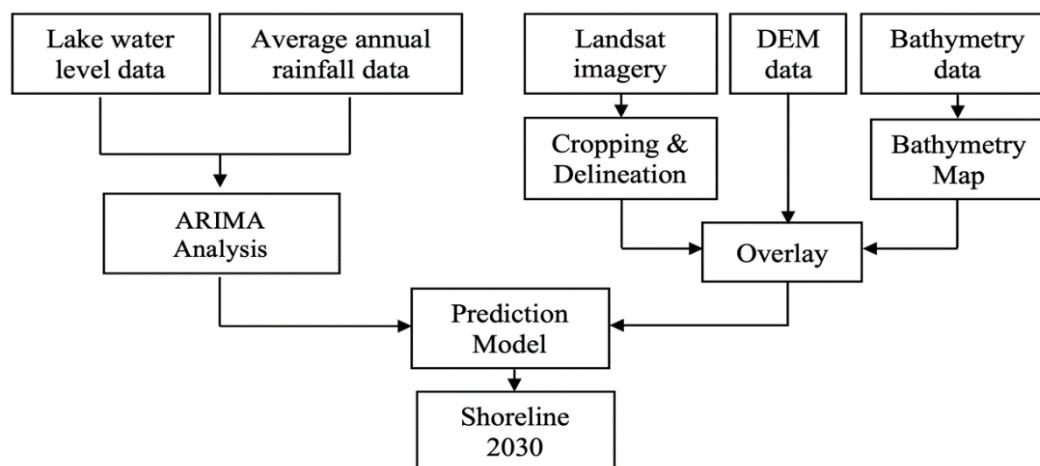 Lake water
level data
Average annual
rainfall data
Landsat
imagery
DEM
data
Bathymetry
data
Cropping &
Delineation
Bathymetry
Map
ARIMA
Analysis
Overlay
Prediction
Model
Shoreline
2030